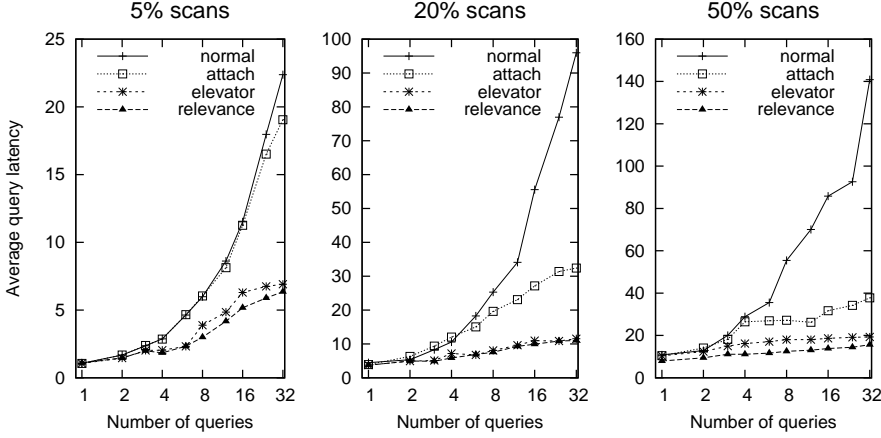 5% scans
20% scans
50% scans
Average query latency
25
20
15
10
5
0
normal
attach
elevator
relevance
1 2 4 8 16 32
Number of queries
100
90
80
70
60
50
40
30
20
10
0
normal
attach
elevator
relevance
1 2 4 8 16 32
Number of queries
160
140
120
100
80
60
40
20
0
normal
attach
elevator
relevance
1 2 4 8 16 32
Number of queries